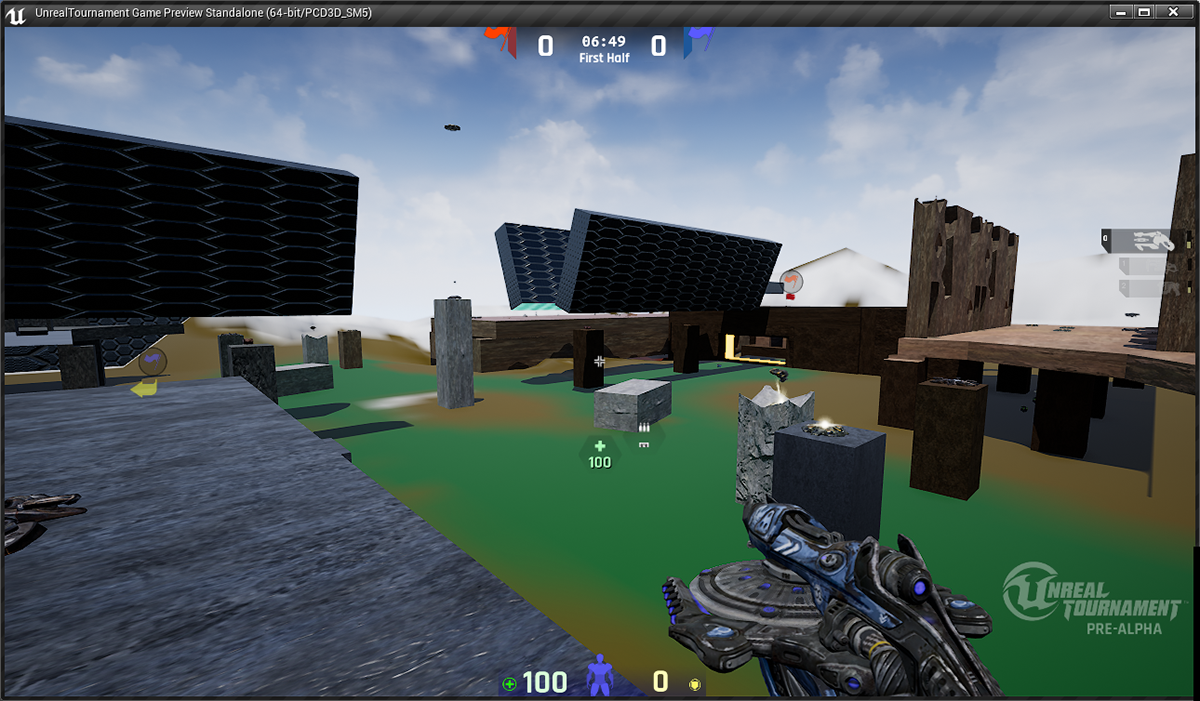 UnrealTournament Game Preview Standalone (64-bit/PCD3D_SM5)
0 06:49 0
First Half
100
UNREAL
TOURNAMENT™
PRE-ALPHA
100 0